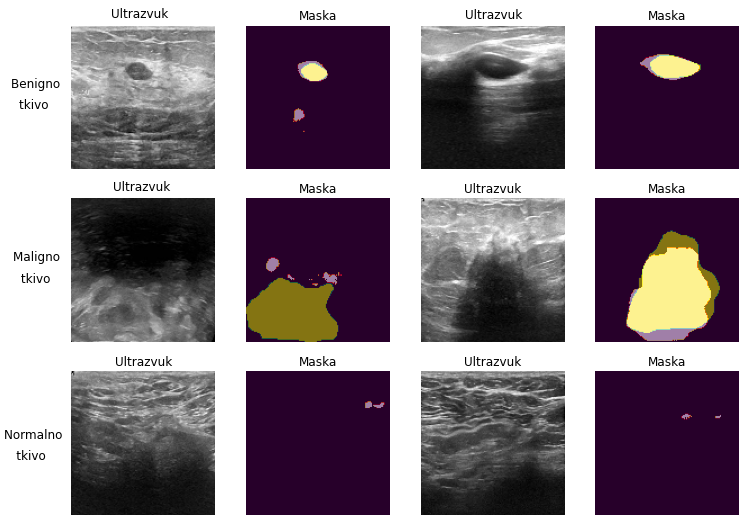 Ultrazvuk Maska Ultrazvuk Maska
Benigno
tkivo
Ultrazvuk Maska Ultrazvuk Maska
Maligno
tkivo
Ultrazvuk Maska Ultrazvuk Maska
Normalno
tkivo